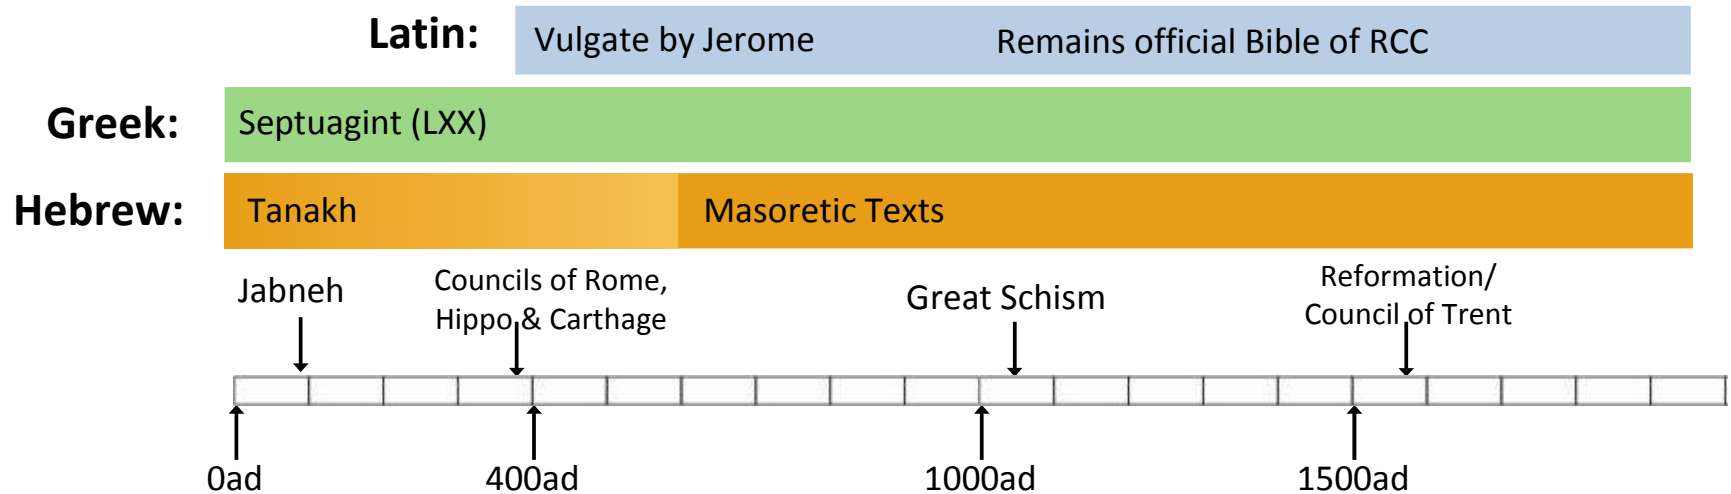 Latin: Vulgate by Jerome Remains official Bible of RCC
Greek: Septuagint (LXX)
Hebrew: Tanakh Masoretic Texts
Jabneh
Councils of Rome,
Hippo & Carthage
Great Schism
Reformation/
Council of Trent
0ad 400ad 1000ad 1500ad